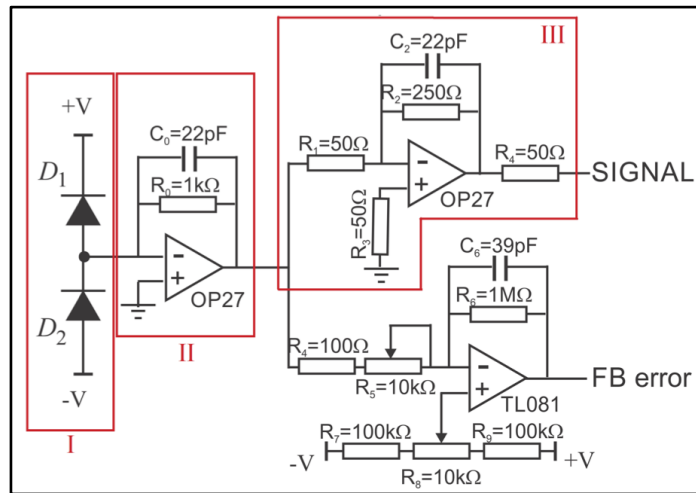 III
C₂=22pF
I
II
R₂=250Ω
+V
C₀=22pF
R₁=50Ω
R₄=50Ω
SIGNAL
D₁
R₀=1kΩ
OP27
R₃=50Ω
C₆=39pF
OP27
R₆=1MΩ
D₂
II
R₄=100Ω
R₅=10kΩ
FB error
-V
TL081
I
R₇=100kΩ
R₉=100kΩ
-V
+V
R₈=10kΩ